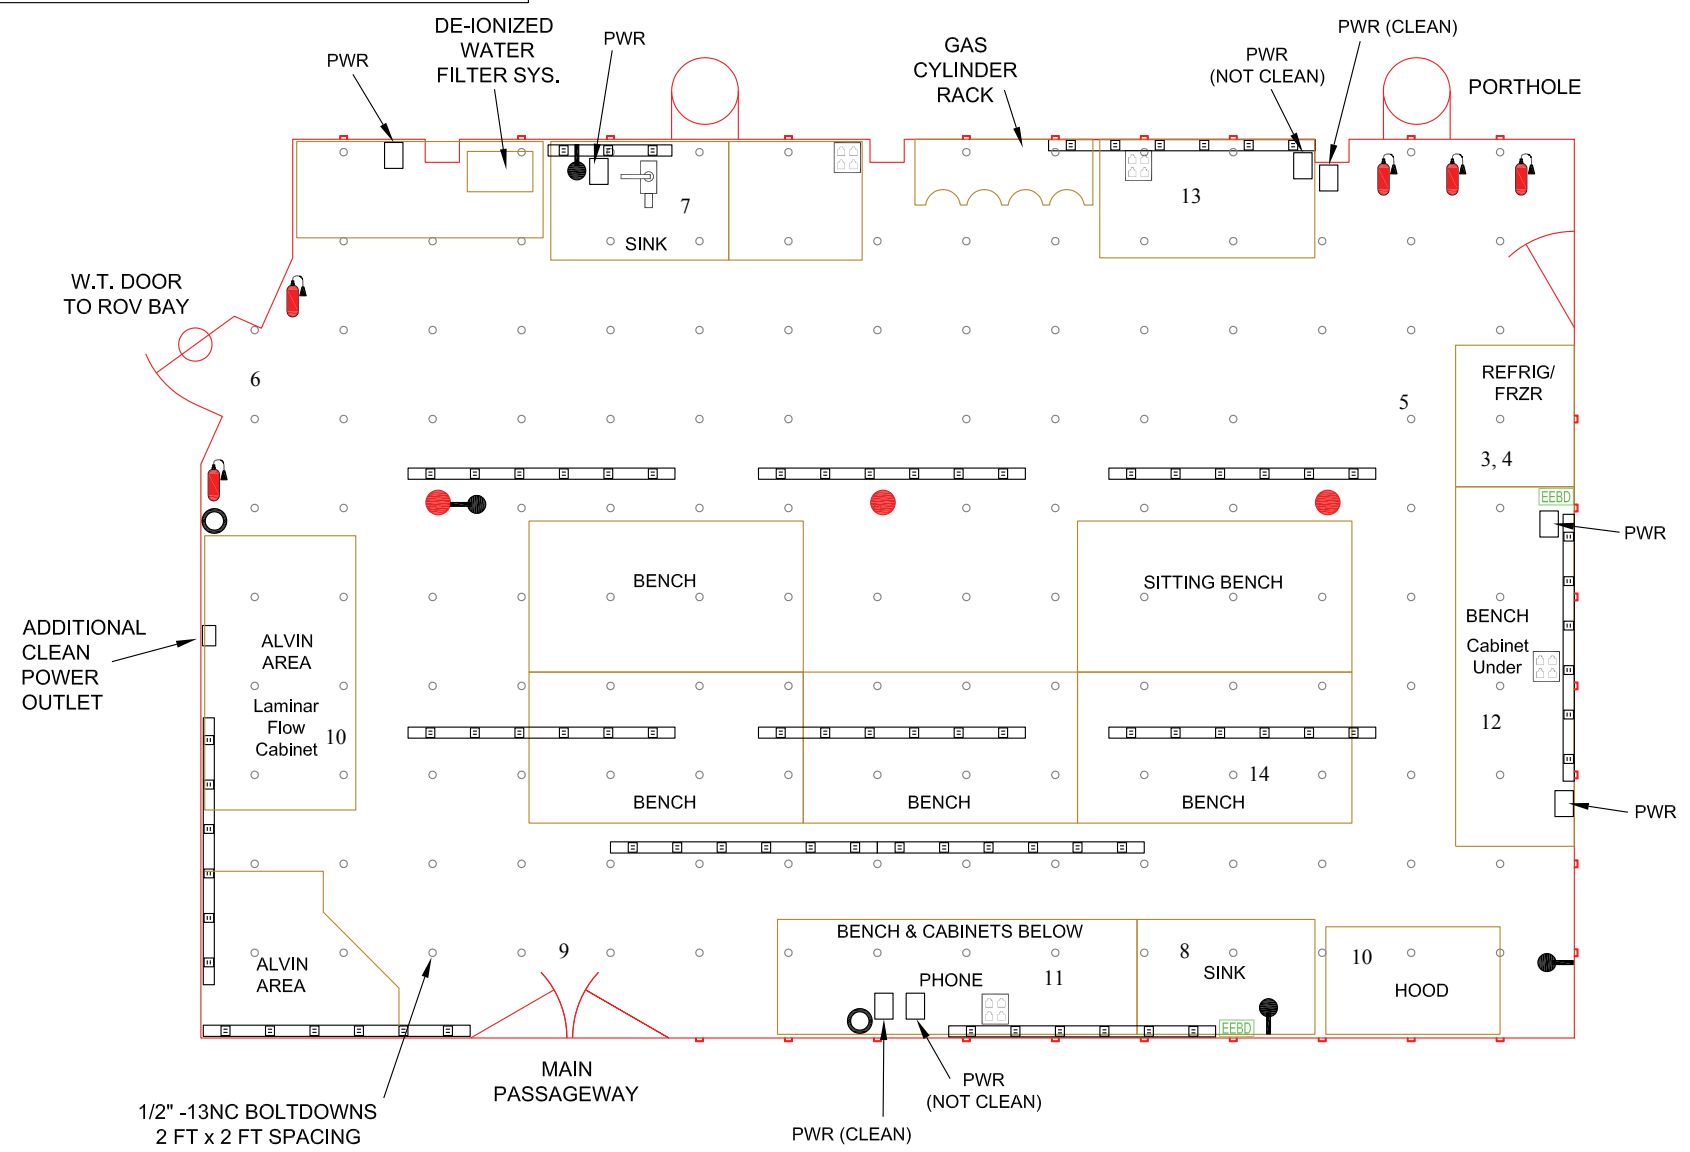 DE-IONIZED
WATER
FILTER SYS.
PWR
PWR
GAS
CYLINDER
RACK
PWR
(NOT CLEAN)
PWR (CLEAN)
PORTHOLE
13
7
SINK
W.T. DOOR
TO ROV BAY
6
5
REFRIG/
FRZR
3, 4
EEBD
PWR
BENCH
SITTING BENCH
BENCH
Cabinet
Under
12
ADDITIONAL
CLEAN
POWER
OUTLET
ALVIN
AREA
Laminar
Flow
Cabinet
10
14
BENCH
BENCH
BENCH
PWR
ALVIN
AREA
9
BENCH & CABINETS BELOW
PHONE
11
8
SINK
10
HOOD
EEBD
MAIN
PASSAGEWAY
PWR
(NOT CLEAN)
PWR (CLEAN)
1/2" -13NC BOLTDOWNS
2 FT x 2 FT SPACING